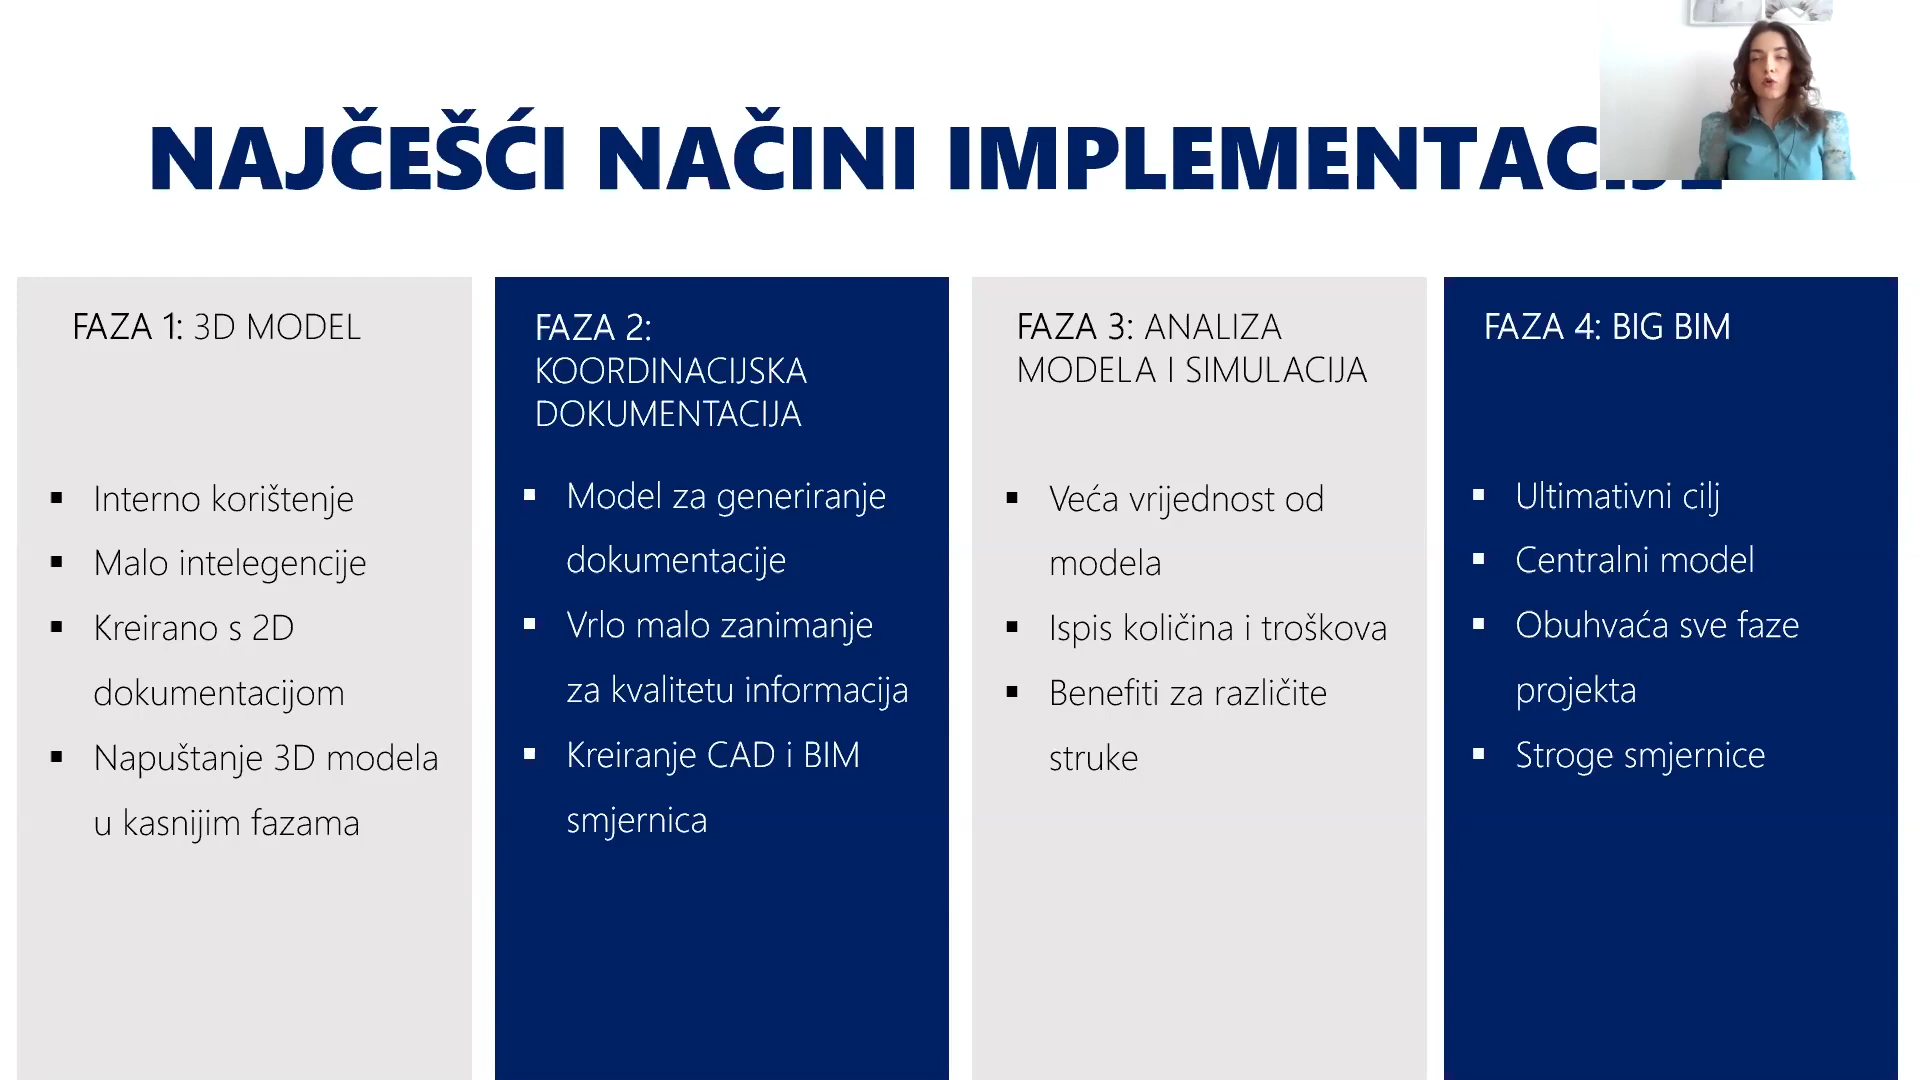 NAJČEŠĆI NAČINI IMPLEMENTACIJE
FAZA 1: 3D MODEL
▪ Interno korištenje
▪ Malo intelegencije
▪ Kreirano s 2D
dokumentacijom
▪ Napuštanje 3D modela
u kasnijim fazama
FAZA 2:
KOORDINACIJSKA
DOKUMENTACIJA
▪ Model za generiranje
dokumentacije
▪ Vrlo malo zanimanje
za kvalitetu informacija
▪ Kreiranje CAD i BIM
smjernica
FAZA 3: ANALIZA
MODELA I SIMULACIJA
▪ Veća vrijednost od
modela
▪ Ispis količina i troškova
▪ Benefiti za različite
struke
FAZA 4: BIG BIM
▪ Ultimativni cilj
▪ Centralni model
▪ Obuhvaća sve faze
projekta
▪ Stroge smjernice